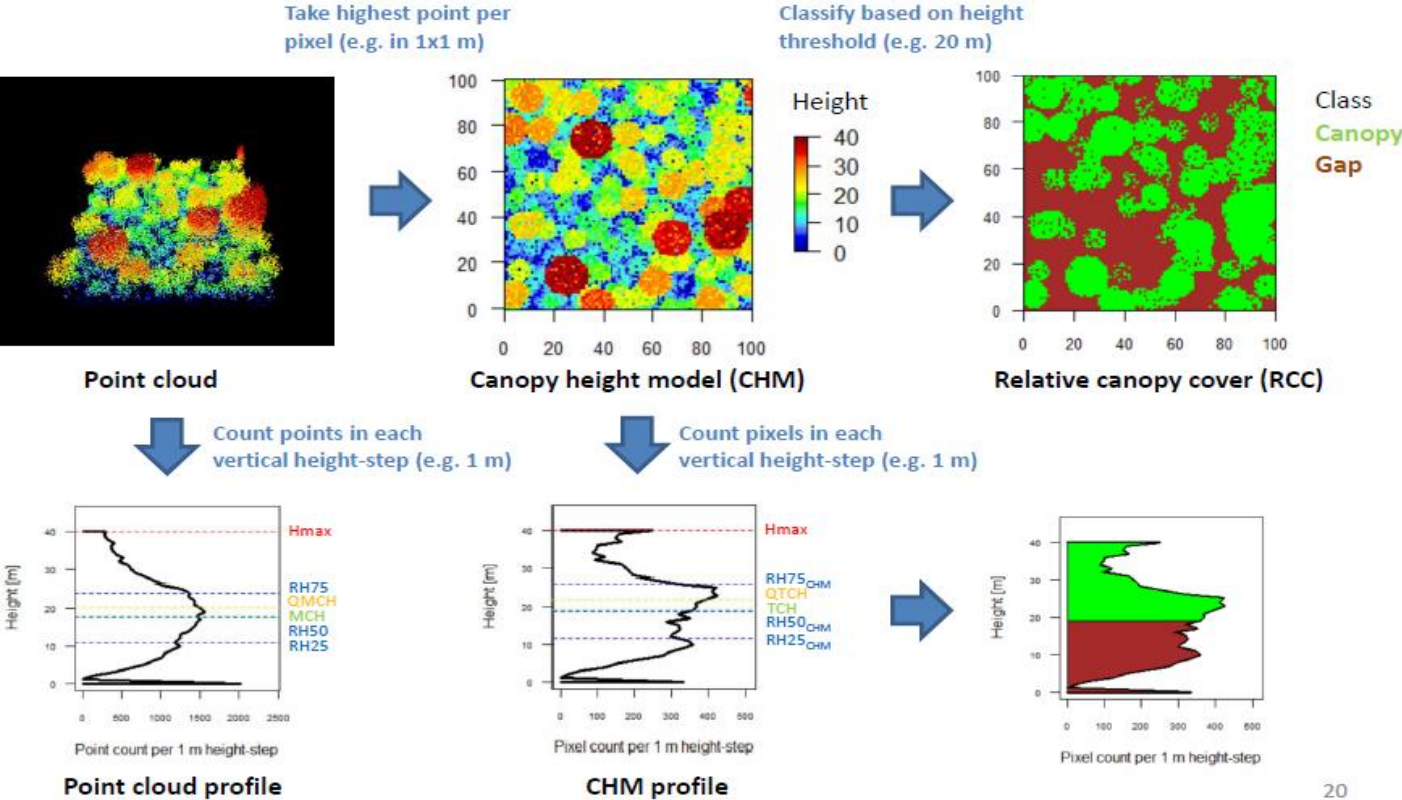 Take highest point per
pixel (e.g. in 1x1 m)
Classify based on height
threshold (e.g. 20 m)
100
80
60
40
20
0
0 20 40 60 80 100
Height
40
30
20
10
0
100
80
60
40
20
0
0 20 40 60 80 100
Class
Canopy
Gap
Point cloud
Canopy height model (CHM)
Relative canopy cover (RCC)
Count points in each
vertical height-step (e.g. 1 m)
Count pixels in each
vertical height-step (e.g. 1 m)
Height [m]
40
30
20
10
0
Hmax
RH75
QMCH
MCH
RH50
RH25
0 500 1000 1500 2000 2500
Point count per 1 m height-step
Point cloud profile
Height [m]
40
30
20
10
0
Hmax
RH75CHM
QTCH
TCH
RH50CHM
RH25CHM
0 100 200 300 400 500
Pixel count per 1 m height-step
CHM profile
Height [m]
40
30
20
10
0
0 100 200 300 400 500
Pixel count per 1 m height-step
20